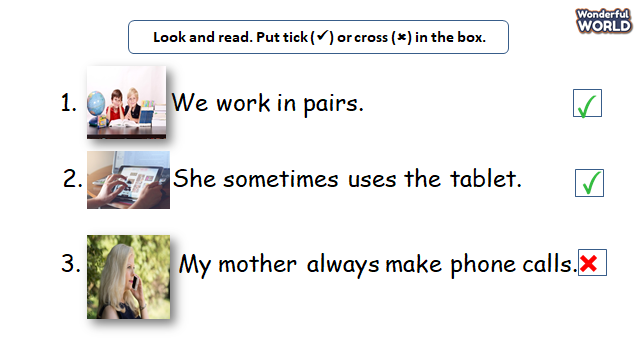 Wonderful
WORLD
Look and read. Put tick (✓) or cross (✖) in the box.
1. We work in pairs. ✓
2. She sometimes uses the tablet. ✓
3. My mother always make phone calls. ✖